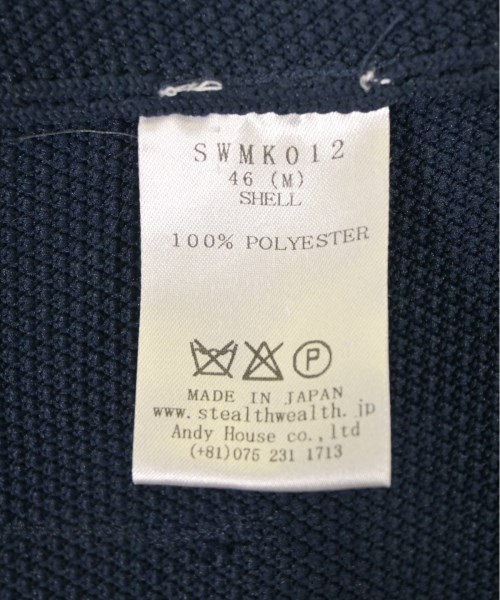 SWMK012
46 (M)
SHELL
100% POLYESTER
P
MADE IN JAPAN
www.stealthwealth.jp
Andy House co.,ltd
(+81)075 231 1713